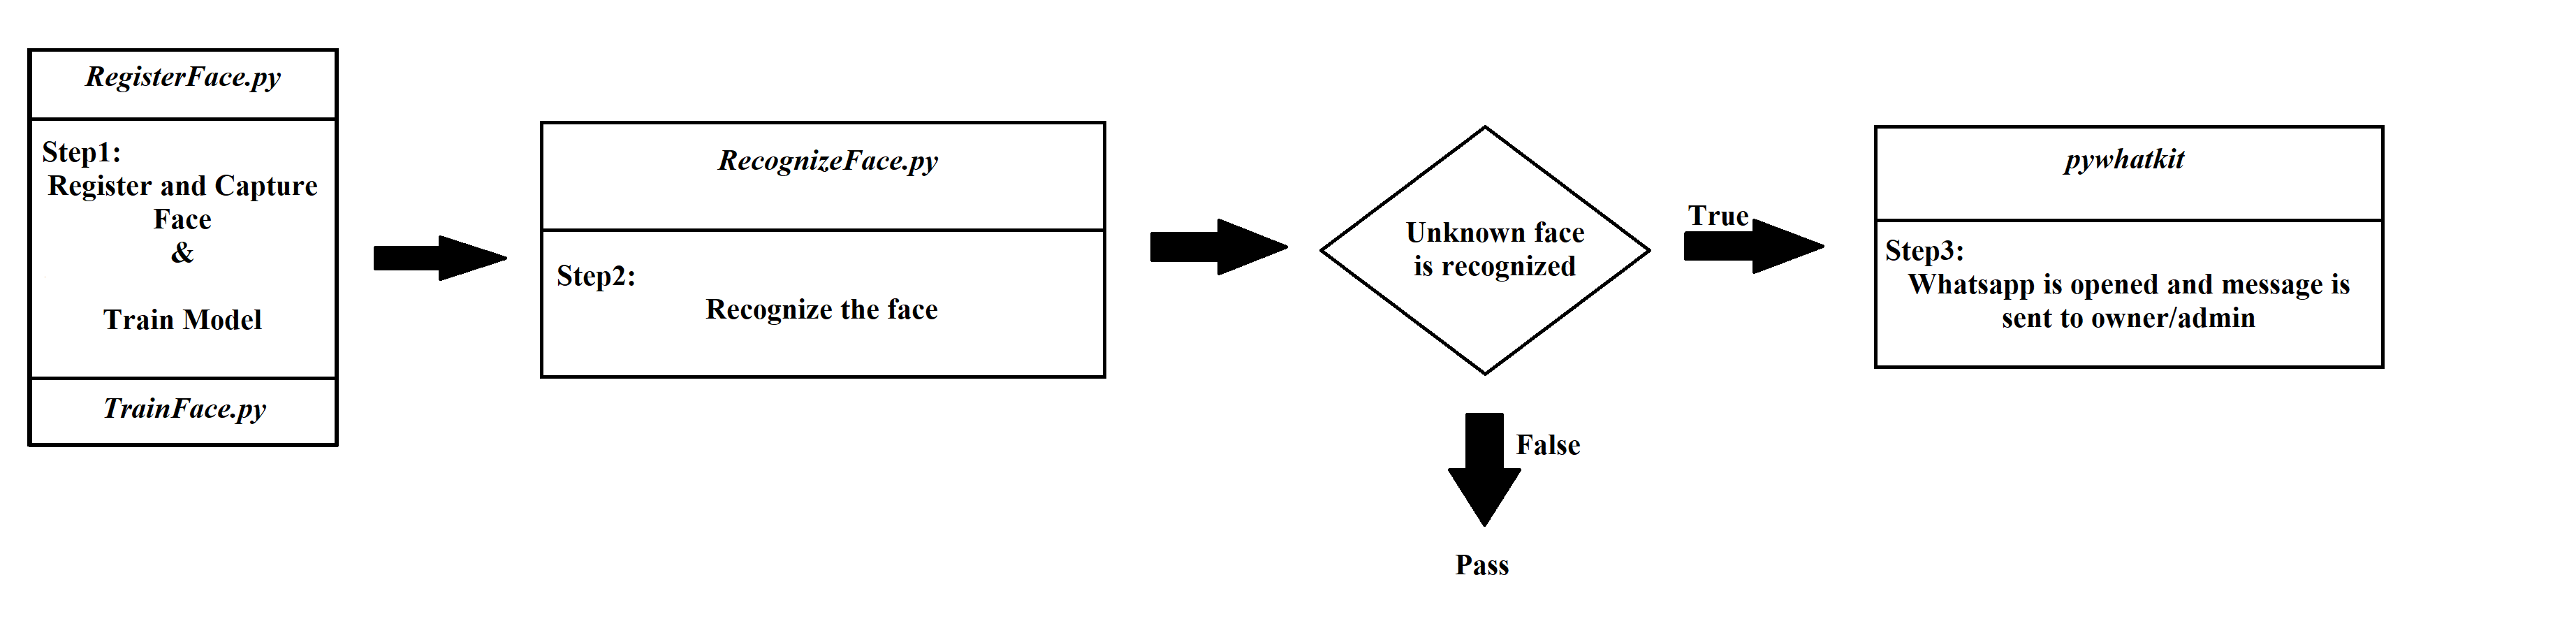 RegisterFace.py
Step1:
Register and Capture
Face
&
Train Model
TrainFace.py
RecognizeFace.py
Step2:
Recognize the face
Unknown face
is recognized
True
False
Pass
pywhatkit
Step3:
Whatsapp is opened and message is
sent to owner/admin